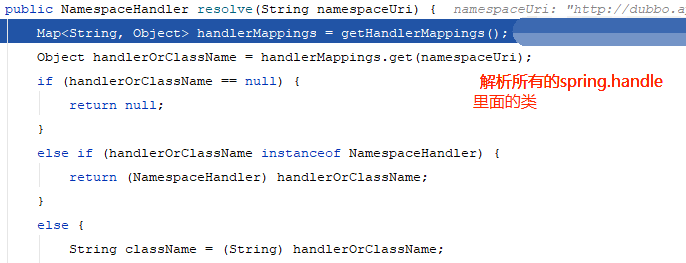 public NamespaceHandler resolve(String namespaceUri) { namespaceUri: "http://dubbo.a
Map<String, Object> handlerMappings = getHandlerMappings();
Object handlerOrClassName = handlerMappings.get(namespaceUri);
if (handlerOrClassName == null) {
解析所有的spring.handle
return null;
里面的类
}
else if (handlerOrClassName instanceof NamespaceHandler) {
return (NamespaceHandler) handlerOrClassName;
}
else {
String className = (String) handlerOrClassName;